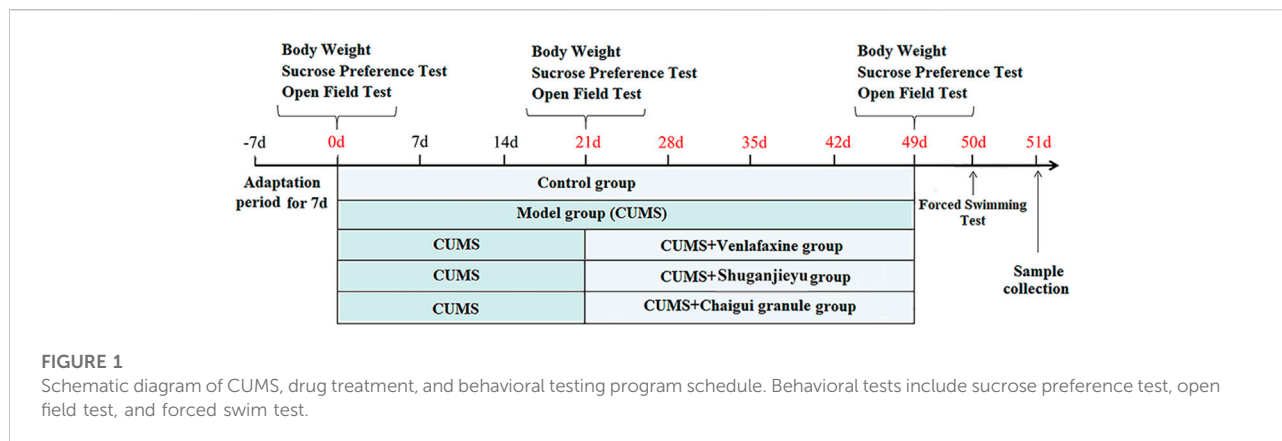 Body Weight
Sucrose Preference Test
Open Field Test
Body Weight
Sucrose Preference Test
Open Field Test
Body Weight
Sucrose Preference Test
Open Field Test
-7d 0d 7d 14d 21d 28d 35d 42d 49d 50d 51d
Adaptation
period for 7d
Control group
Model group (CUMS)
CUMS CUMS+Venlafaxine group
CUMS CUMS+Shuganjieyu group
CUMS CUMS+Chaigui granule group
Forced Swimming
Test
Sample
collection
FIGURE 1
Schematic diagram of CUMS, drug treatment, and behavioral testing program schedule. Behavioral tests include sucrose preference test, open
field test, and forced swim test.